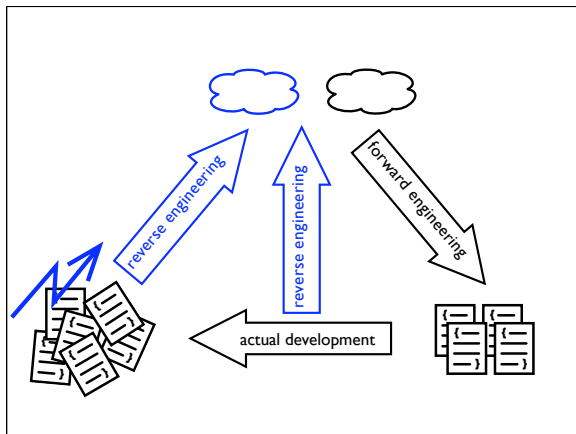 reverse engineering
reverse engineering
forward engineering
actual development